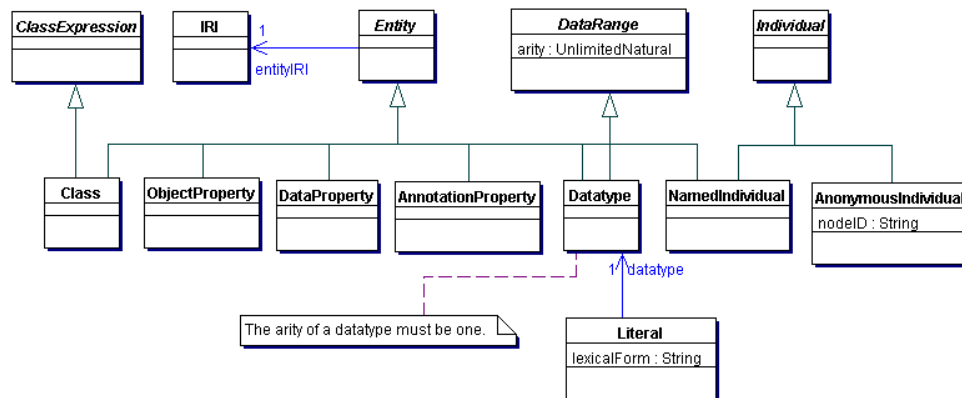 ClassExpression
IRI
Entity
DataRange
arity : UnlimitedNatural
Individual
1
entityIRI
Class
ObjectProperty
DataProperty
AnnotationProperty
Datatype
NamedIndividual
AnonymousIndividual
nodeID : String
1 datatype
The arity of a datatype must be one.
Literal
lexicalForm : String